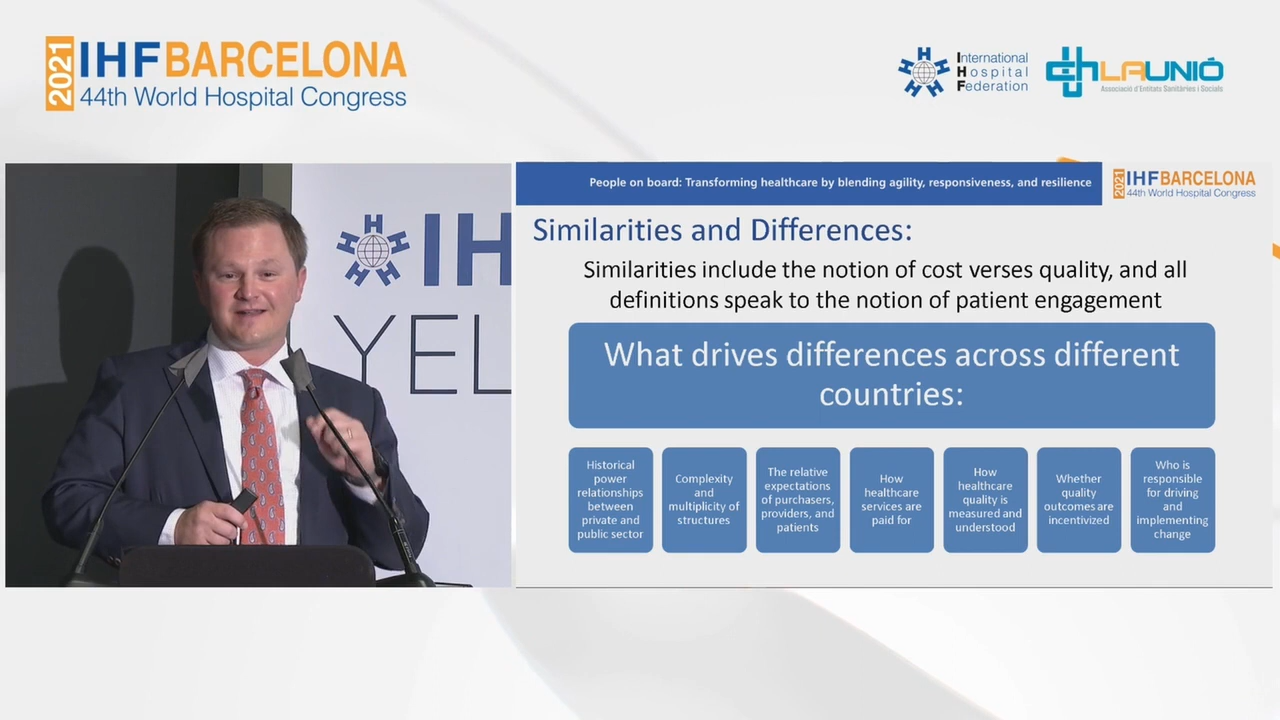 2021
IHF BARCELONA
44th World Hospital Congress
International
Hospital
Federation
LAUNIÓ
Associació d'Entitats Sanitàries i Socials
IH
YEL
People on board: Transforming healthcare by blending agility, responsiveness, and resilience
2021
IHF BARCELONA
44th World Hospital Congress
Similarities and Differences:
Similarities include the notion of cost verses quality, and all
definitions speak to the notion of patient engagement
What drives differences across different
countries:
Historical
power
relationships
between
private and
public sector
Complexity
and
multiplicity of
structures
The relative
expectations
of purchasers,
providers, and
patients
How
healthcare
services are
paid for
How
healthcare
quality is
measured and
understood
Whether
quality
outcomes are
incentivized
Who is
responsible
for driving
and
implementing
change